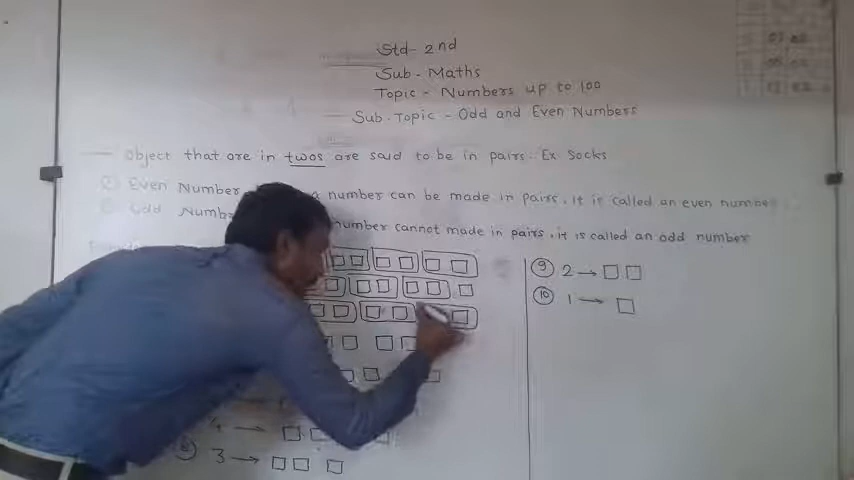 Std- 2nd
Sub- Maths
Topic - Numbers up to 100
Sub-Topic - Odd and Even Numbers
Object that are in twos are said to be in pairs. Ex Socks
② Even Number a number can be made in pairs, it is called an even number
Odd Numb number cannot made in pairs, it is called an odd number
4 →
⑧ 3 →
⑨ 2 →
⑩ 1 →